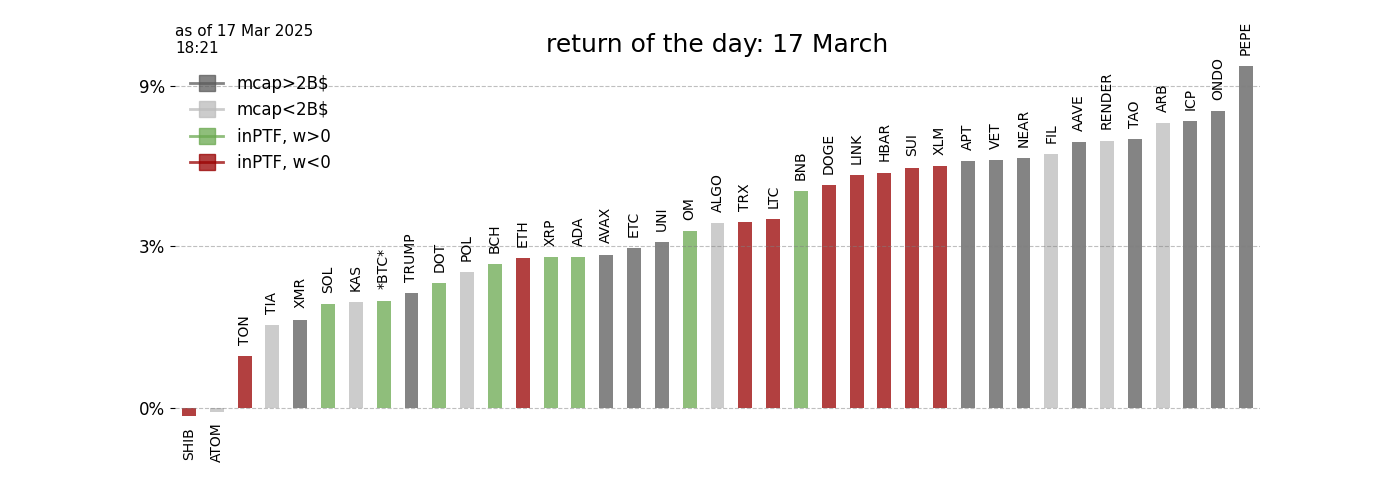 as of 17 Mar 2025
18:21
return of the day: 17 March
9%
3%
0%
mcap>2B$
mcap<2B$
inPTF, w>0
inPTF, w<0
SHIB
ATOM
TON
TIA
XMR
SOL
KAS
*BTC*
TRUMP
DOT
POL
BCH
ETH
XRP
ADA
AVAX
ETC
UNI
OM
ALGO
TRX
LTC
BNB
DOGE
LINK
HBAR
SUI
XLM
APT
VET
NEAR
FIL
AAVE
RENDER
TAO
ARB
ICP
ONDO
PEPE